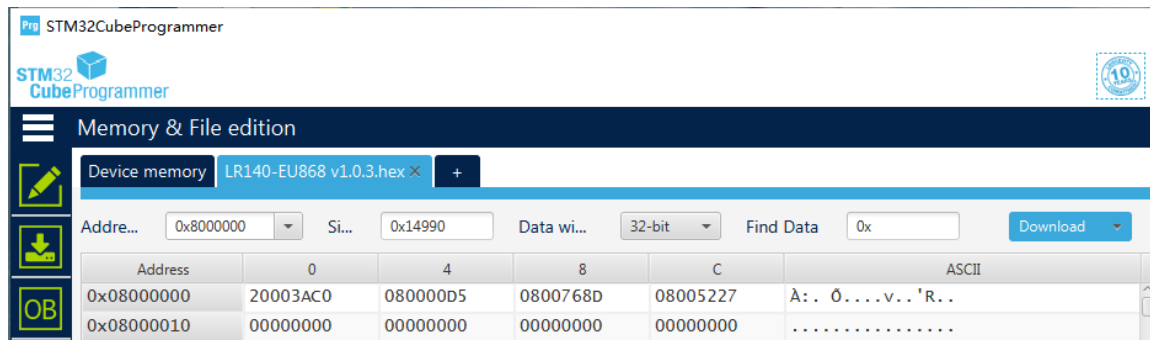 Prg STM32CubeProgrammer
STM32
CubeProgrammer
10
Memory & File edition
Device memory LR140-EU868 v1.0.3.hex × +
Addre... 0x8000000 Si... 0x14990 Data wi... 32-bit Find Data 0x Download
Address 0 4 8 C ASCII
0x08000000 20003AC0 080000D5 0800768D 08005227 À:. Õ....v..'R..
OB
0x08000010 00000000 00000000 00000000 00000000 ................